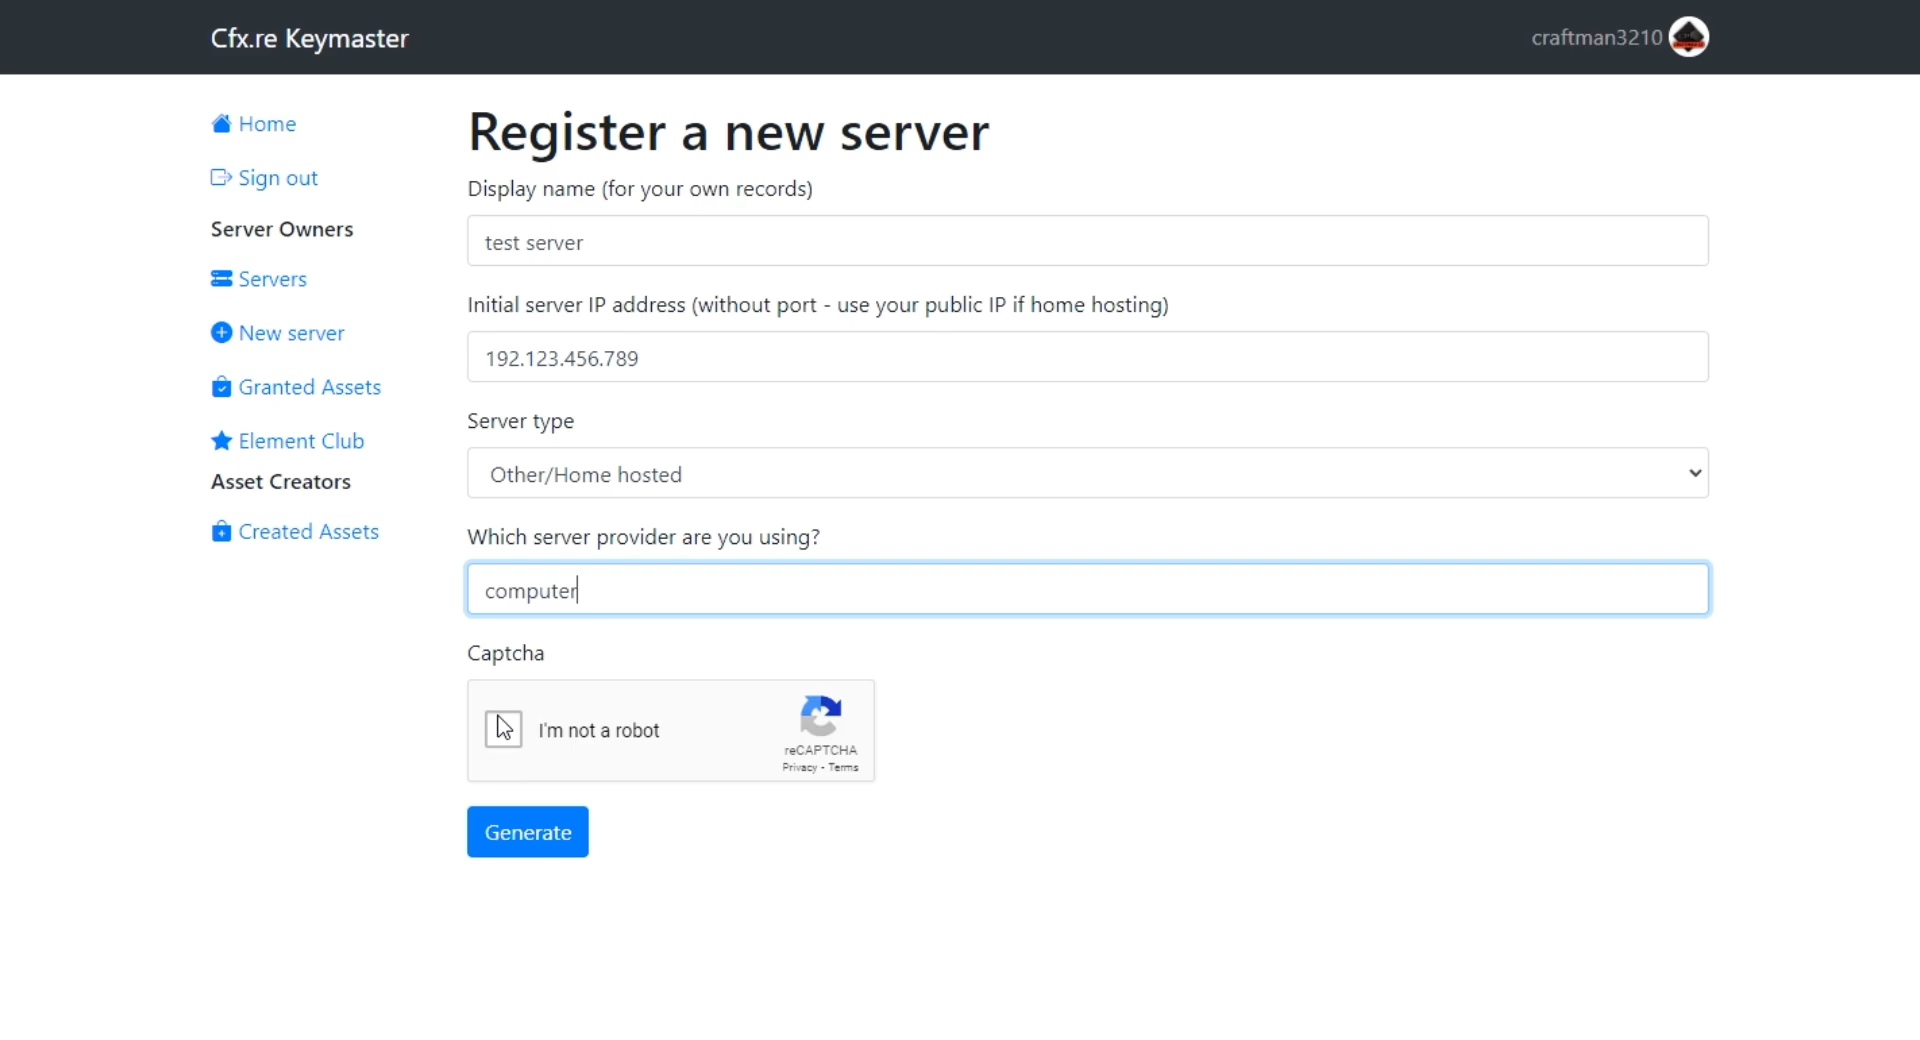 Cfx.re Keymaster
craftman3210
Home
Sign out
Server Owners
Servers
New server
Granted Assets
Element Club
Asset Creators
Created Assets
Register a new server
Display name (for your own records)
test server
Initial server IP address (without port - use your public IP if home hosting)
192.123.456.789
Server type
Other/Home hosted
Which server provider are you using?
computer
Captcha
I'm not a robot
reCAPTCHA
Privacy - Terms
Generate